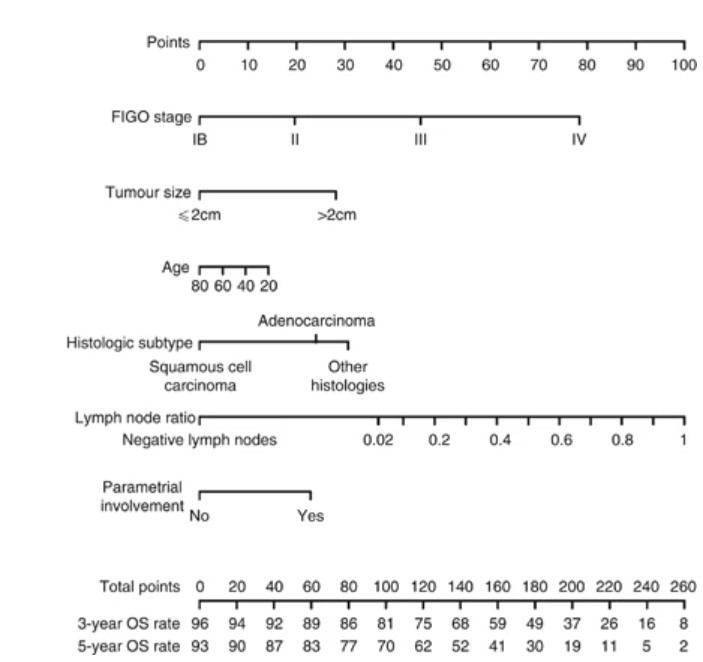 Points
0 10 20 30 40 50 60 70 80 90 100
FIGO stage
IB II III IV
Tumour size
⩽2cm >2cm
Age
80 60 40 20
Adenocarcinoma
Histologic subtype
Squamous cell Other
carcinoma histologies
Lymph node ratio
Negative lymph nodes 0.02 0.2 0.4 0.6 0.8 1
Parametrial
involvement
No Yes
Total points 0 20 40 60 80 100 120 140 160 180 200 220 240 260
3-year OS rate 96 94 92 89 86 81 75 68 59 49 37 26 16 8
5-year OS rate 93 90 87 83 77 70 62 52 41 30 19 11 5 2